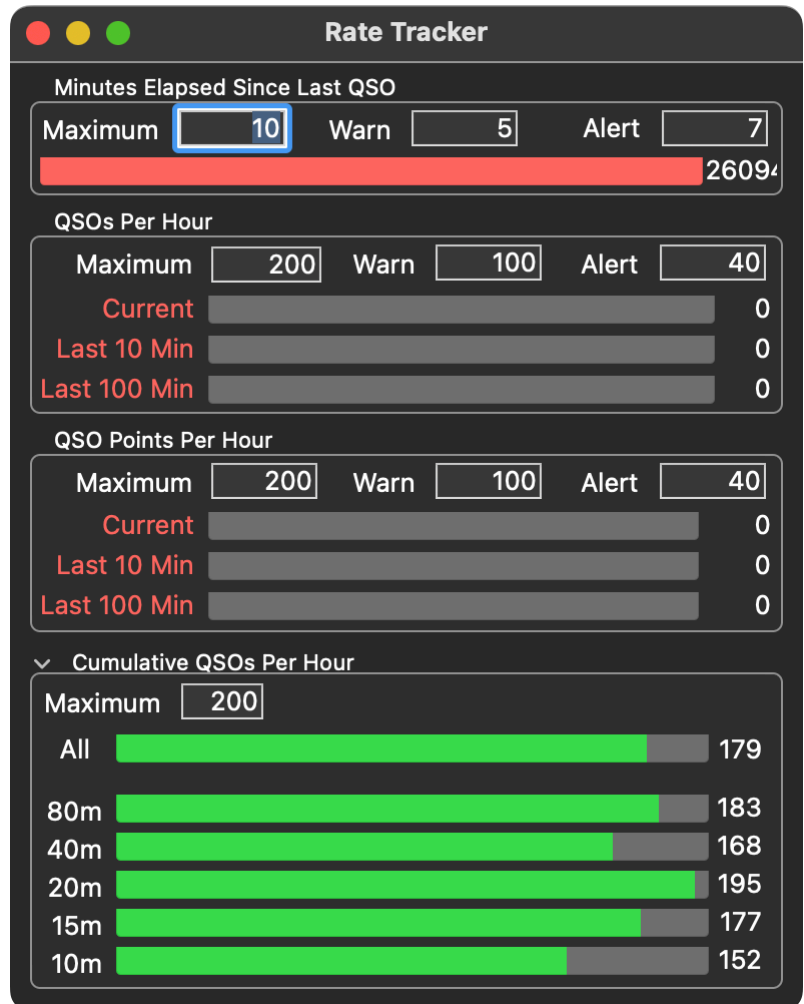 Rate Tracker
Minutes Elapsed Since Last QSO
Maximum 10 Warn 5 Alert 7
26094
QSOs Per Hour
Maximum 200 Warn 100 Alert 40
Current 0
Last 10 Min 0
Last 100 Min 0
QSO Points Per Hour
Maximum 200 Warn 100 Alert 40
Current 0
Last 10 Min 0
Last 100 Min 0
Cumulative QSOs Per Hour
Maximum 200
All 179
80m 183
40m 168
20m 195
15m 177
10m 152